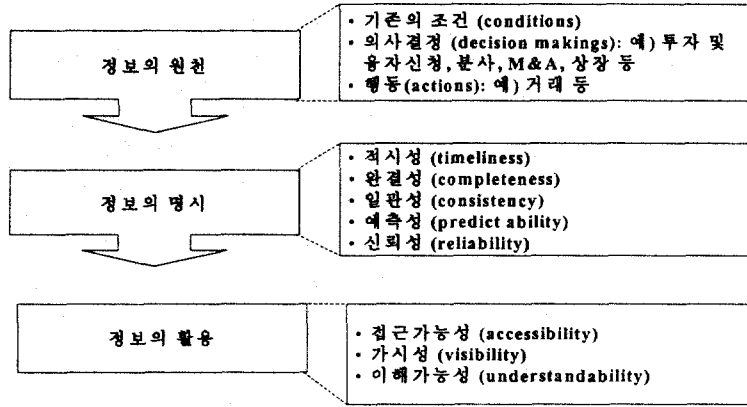 정보의 원천
• 기존의 조건 (conditions)
• 의사결정 (decision makings): 예) 투자 및
융자신청, 분사, M&A, 상장 등
• 행동(actions): 예) 거래 등
정보의 명시
• 적시성 (timeliness)
• 완결성 (completeness)
• 일관성 (consistency)
• 예측성 (predict ability)
• 신뢰성 (reliability)
정보의 활용
• 접근가능성 (accessibility)
• 가시성 (visibility)
• 이해가능성 (understandability)